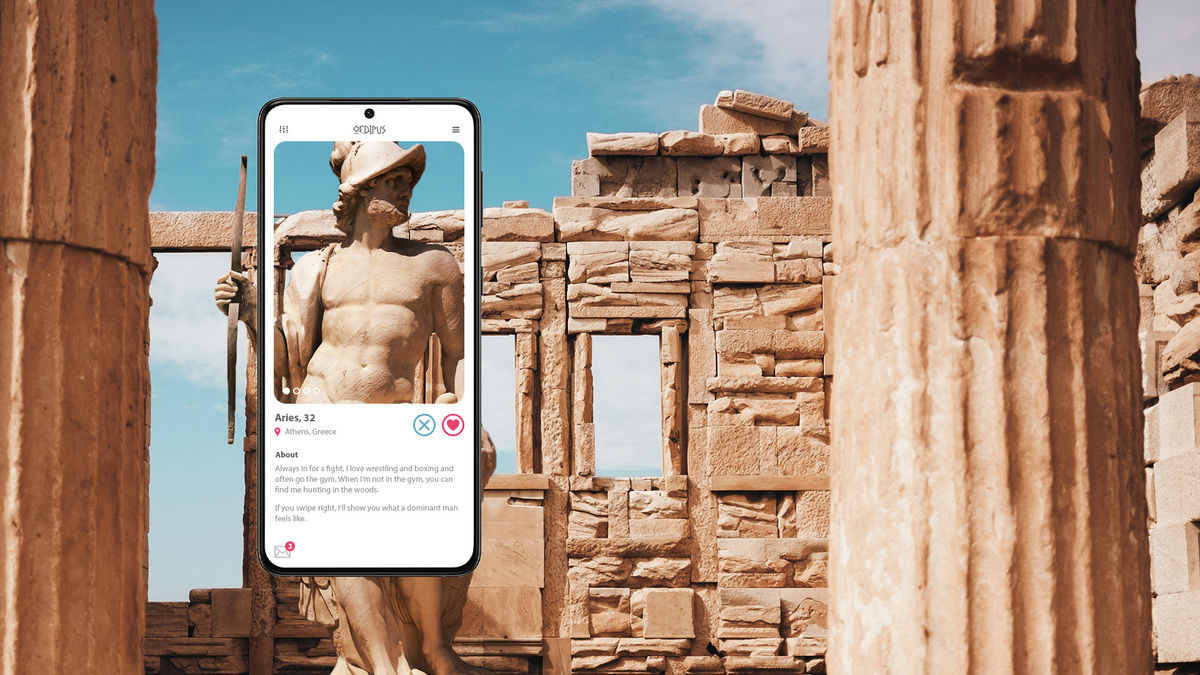 OEDIPUS
Aries, 32
Athens, Greece
About
Always in for a fight, I love wrestling and boxing and
often go the gym. When I'm not in the gym, you can
find me hunting in the woods.
If you swipe right, I'll show you what a dominant man
feels like.
3